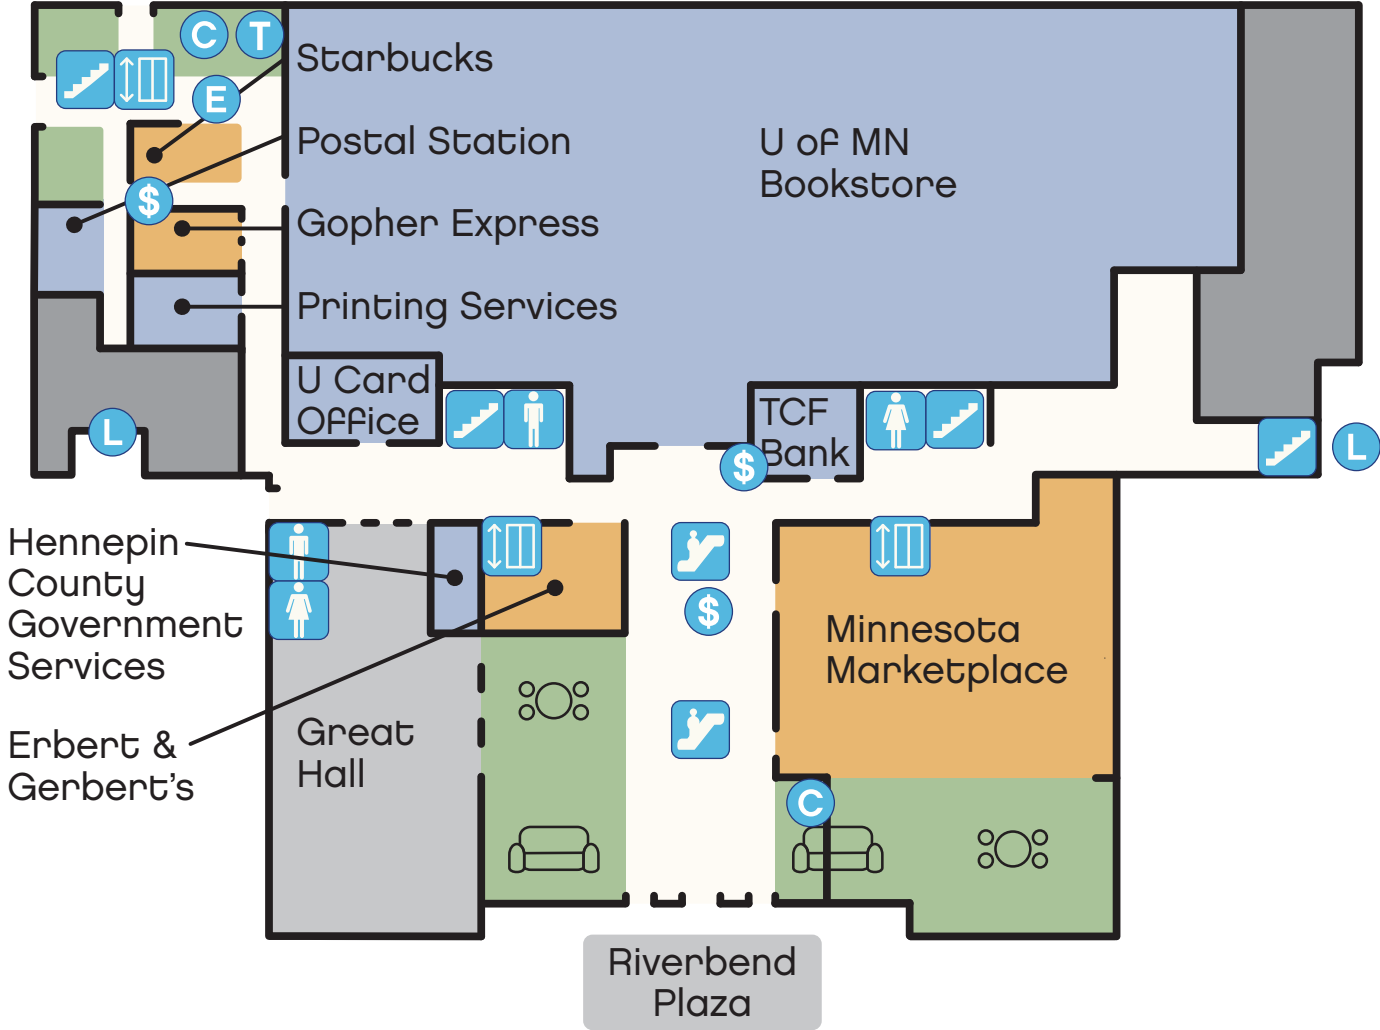 C
T
E
Starbucks
Postal Station
$
Gopher Express
Printing Services
U of MN
Bookstore
U Card
Office
TCF
Bank
$
L
L
Hennepin
County
Government
Services
$
Minnesota
Marketplace
Great
Hall
Erbert &
Gerbert’s
C
Riverbend
Plaza